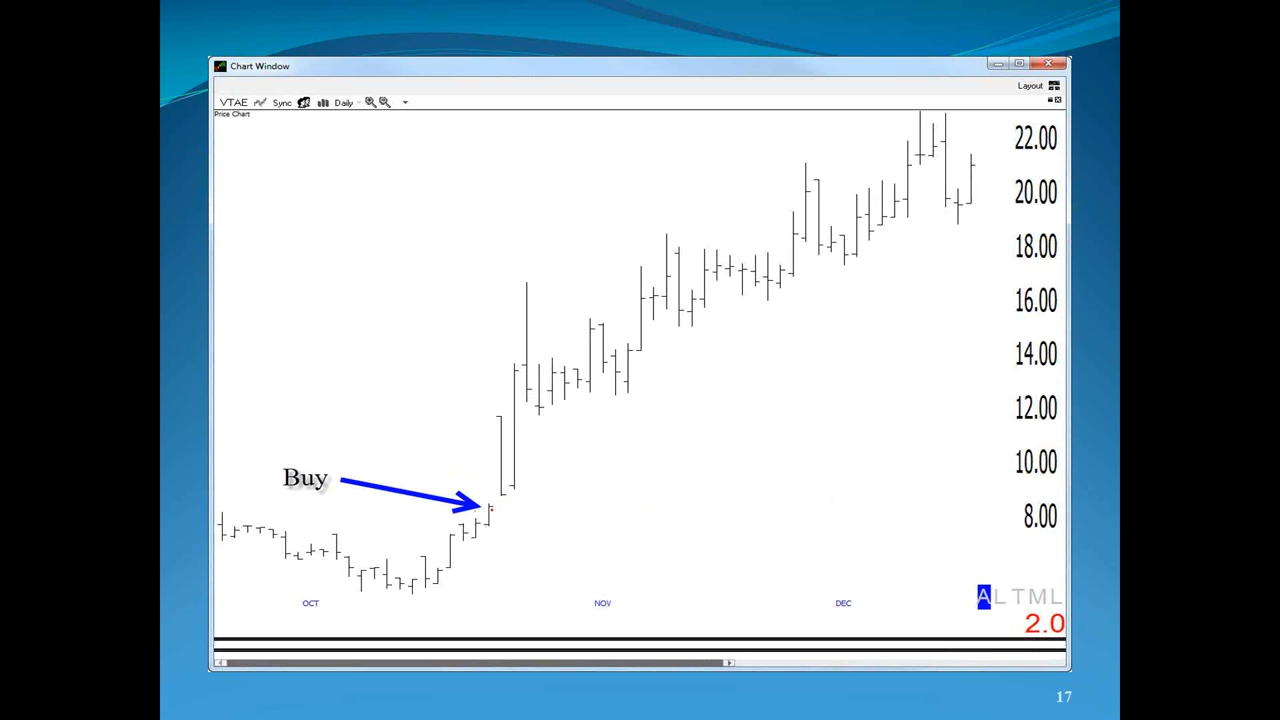 Chart Window
Layout
VTAE Sync Daily
Price Chart
22.00
20.00
18.00
16.00
14.00
12.00
10.00
Buy
8.00
A L T M L
OCT NOV DEC
2.0
17